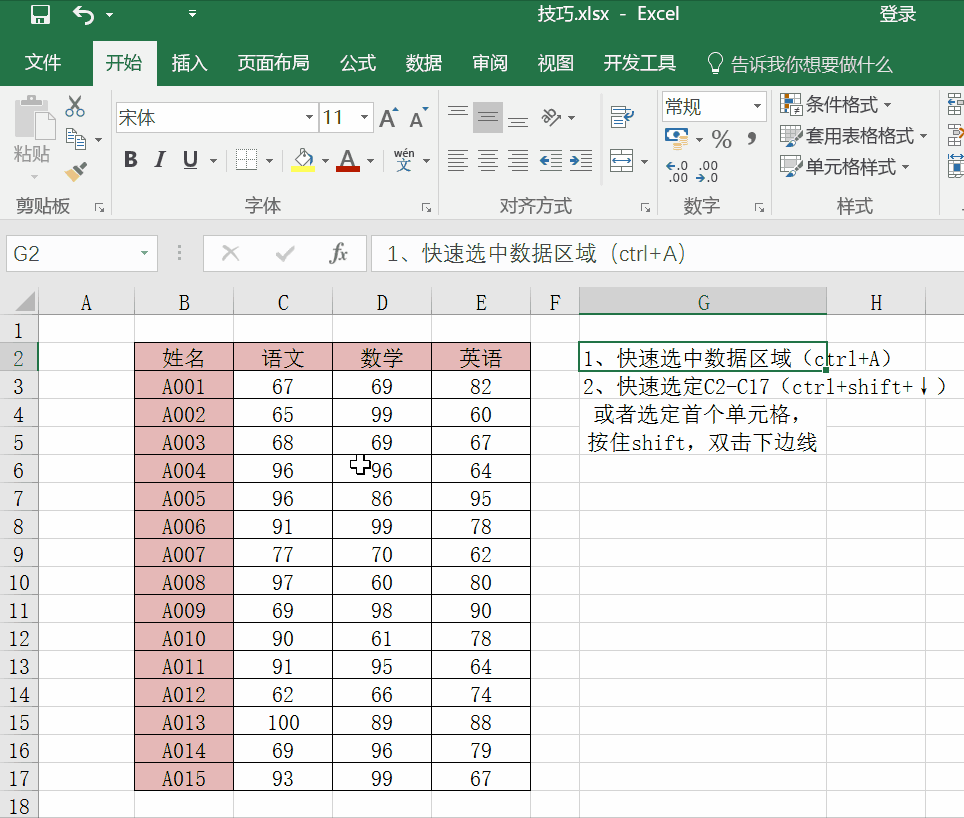 技巧.xlsx - Excel
登录
文件 开始 插入 页面布局 公式 数据 审阅 视图 开发工具 告诉我你想要做什么
粘贴
剪贴板
宋体 11 A A
B I U A wén 文
字体
对齐方式
常规
% ,
.0 .00 .00 .0
数字
条件格式
套用表格格式
单元格样式
样式
G2 fx 1、快速选中数据区域（ctrl+A）
A B C D E F G H
1
2 姓名 语文 数学 英语 1、快速选中数据区域（ctrl+A）
3 A001 67 69 82 2、快速选定C2-C17（ctrl+shift+↓）
4 A002 65 99 60 或者选定首个单元格，
5 A003 68 69 67 按住shift，双击下边线
6 A004 96 96 64
7 A005 96 86 95
8 A006 91 99 78
9 A007 77 70 62
10 A008 97 60 80
11 A009 69 98 90
12 A010 90 61 78
13 A011 91 95 64
14 A012 62 66 74
15 A013 100 89 88
16 A014 69 96 79
17 A015 93 99 67
18